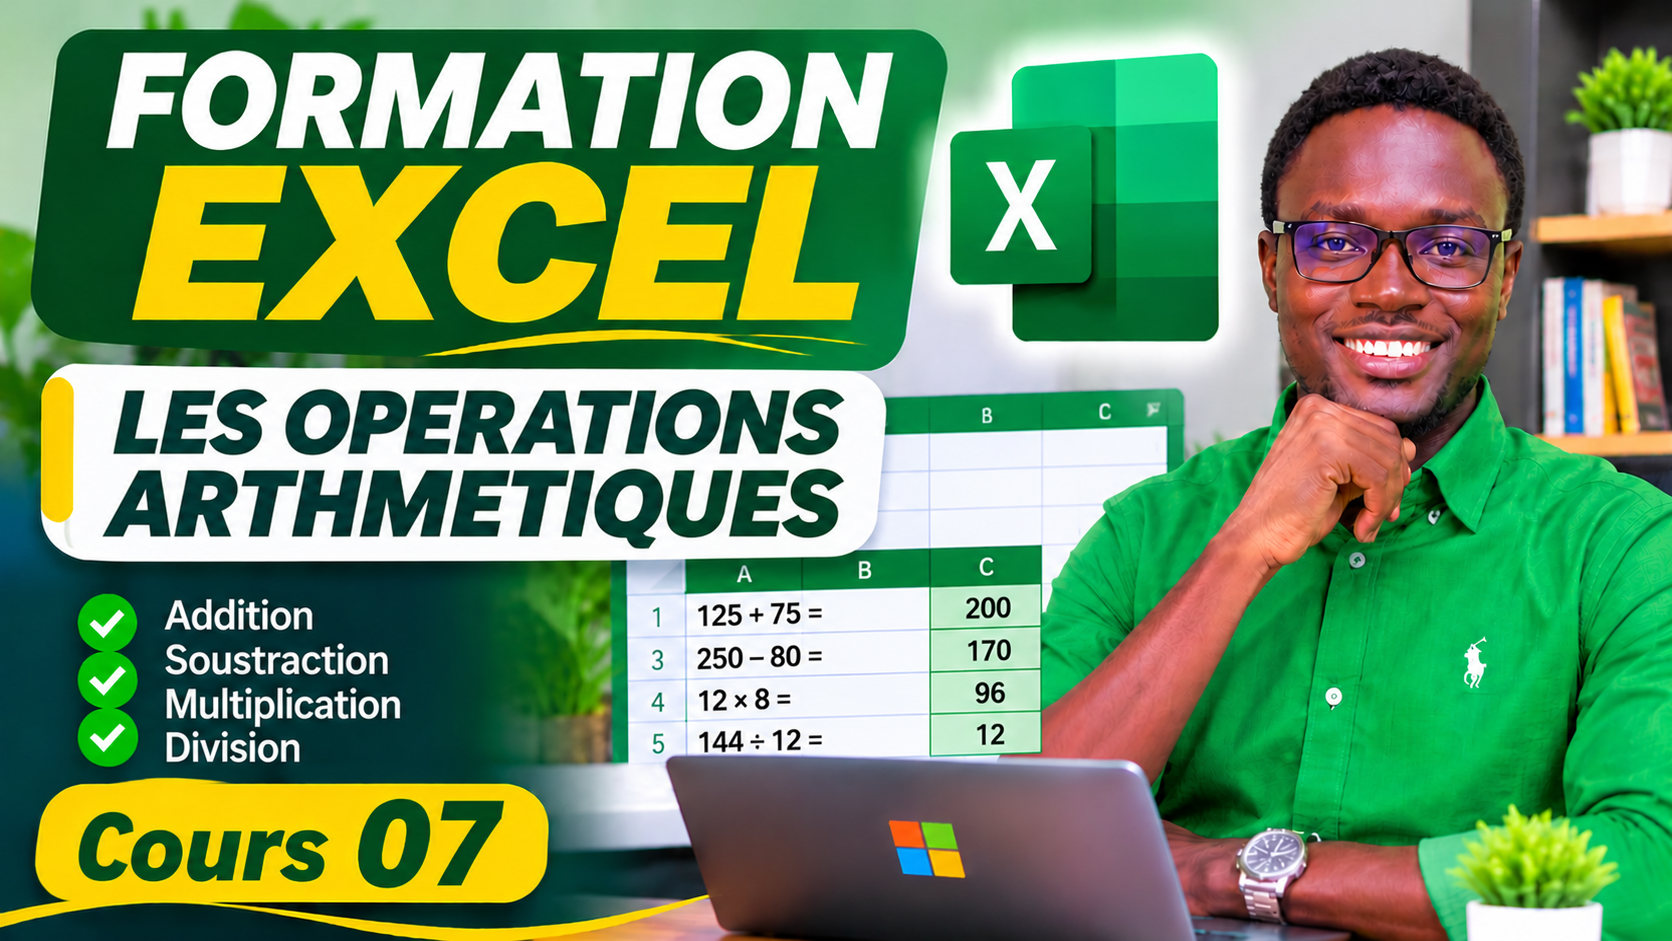 FORMATION
EXCEL
X
LES OPERATIONS
ARTHMETIQUES
B C
A B C
1 125 + 75 = 200
3 250 – 80 = 170
4 12 × 8 = 96
5 144 ÷ 12 = 12
Addition
Soustraction
Multiplication
Division
Cours 07